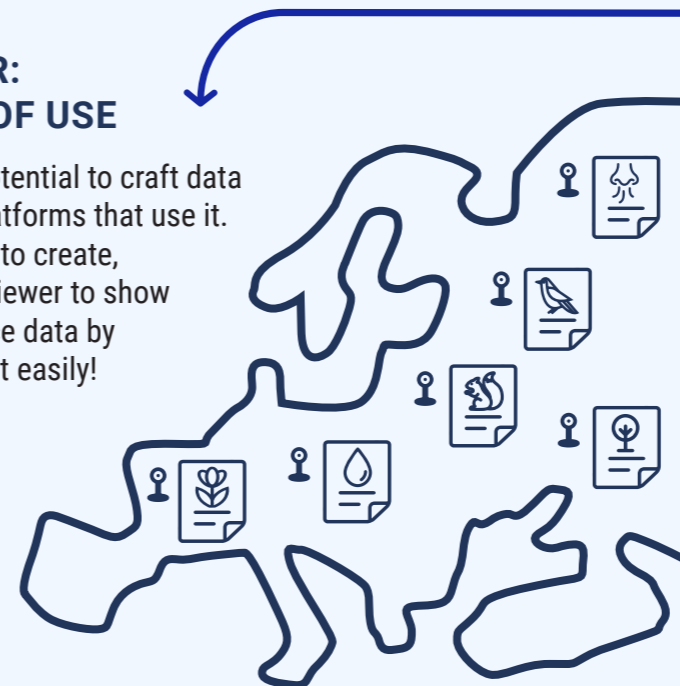 R:
OF USE
tential to craft data
atforms that use it.
to create,
iewer to show
e data by
t easily!